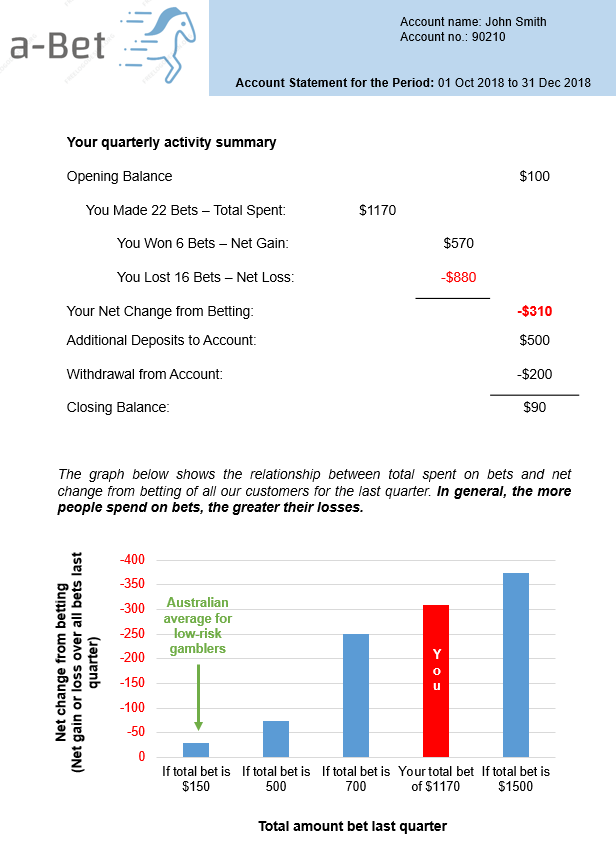 a-Bet
Account name: John Smith
Account no.: 90210
Account Statement for the Period: 01 Oct 2018 to 31 Dec 2018
Your quarterly activity summary
Opening Balance $100
You Made 22 Bets – Total Spent: $1170
You Won 6 Bets – Net Gain: $570
You Lost 16 Bets – Net Loss: -$880
Your Net Change from Betting: -$310
Additional Deposits to Account: $500
Withdrawal from Account: -$200
Closing Balance: $90
The graph below shows the relationship between total spent on bets and net
change from betting of all our customers for the last quarter. In general, the more
people spend on bets, the greater their losses.
Net change from betting
(Net gain or loss over all bets last
quarter)
-400
-350
-300
-250
-200
-150
-100
-50
0
Australian
average for
low-risk
gamblers
You
If total bet is
$150
If total bet is
500
If total bet is
700
Your total bet
of $1170
If total bet is
$1500
Total amount bet last quarter